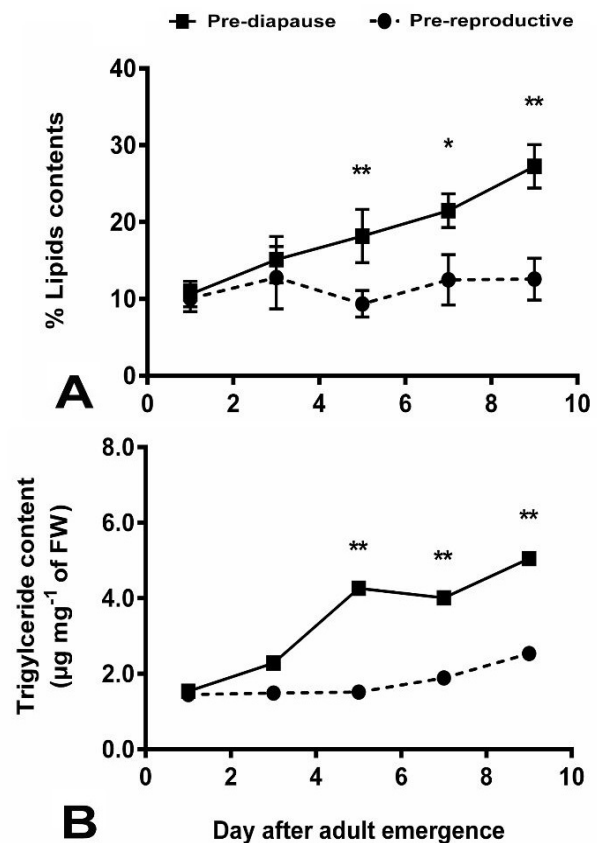 Pre-diapause Pre-reproductive
40
30
20
10
0
% Lipids contents
** * **
0 2 4 6 8 10
A
8.0
6.0
4.0
2.0
0.0
Trigylceride content
(µg mg⁻¹ of FW)
** ** **
0 2 4 6 8 10
B
Day after adult emergence